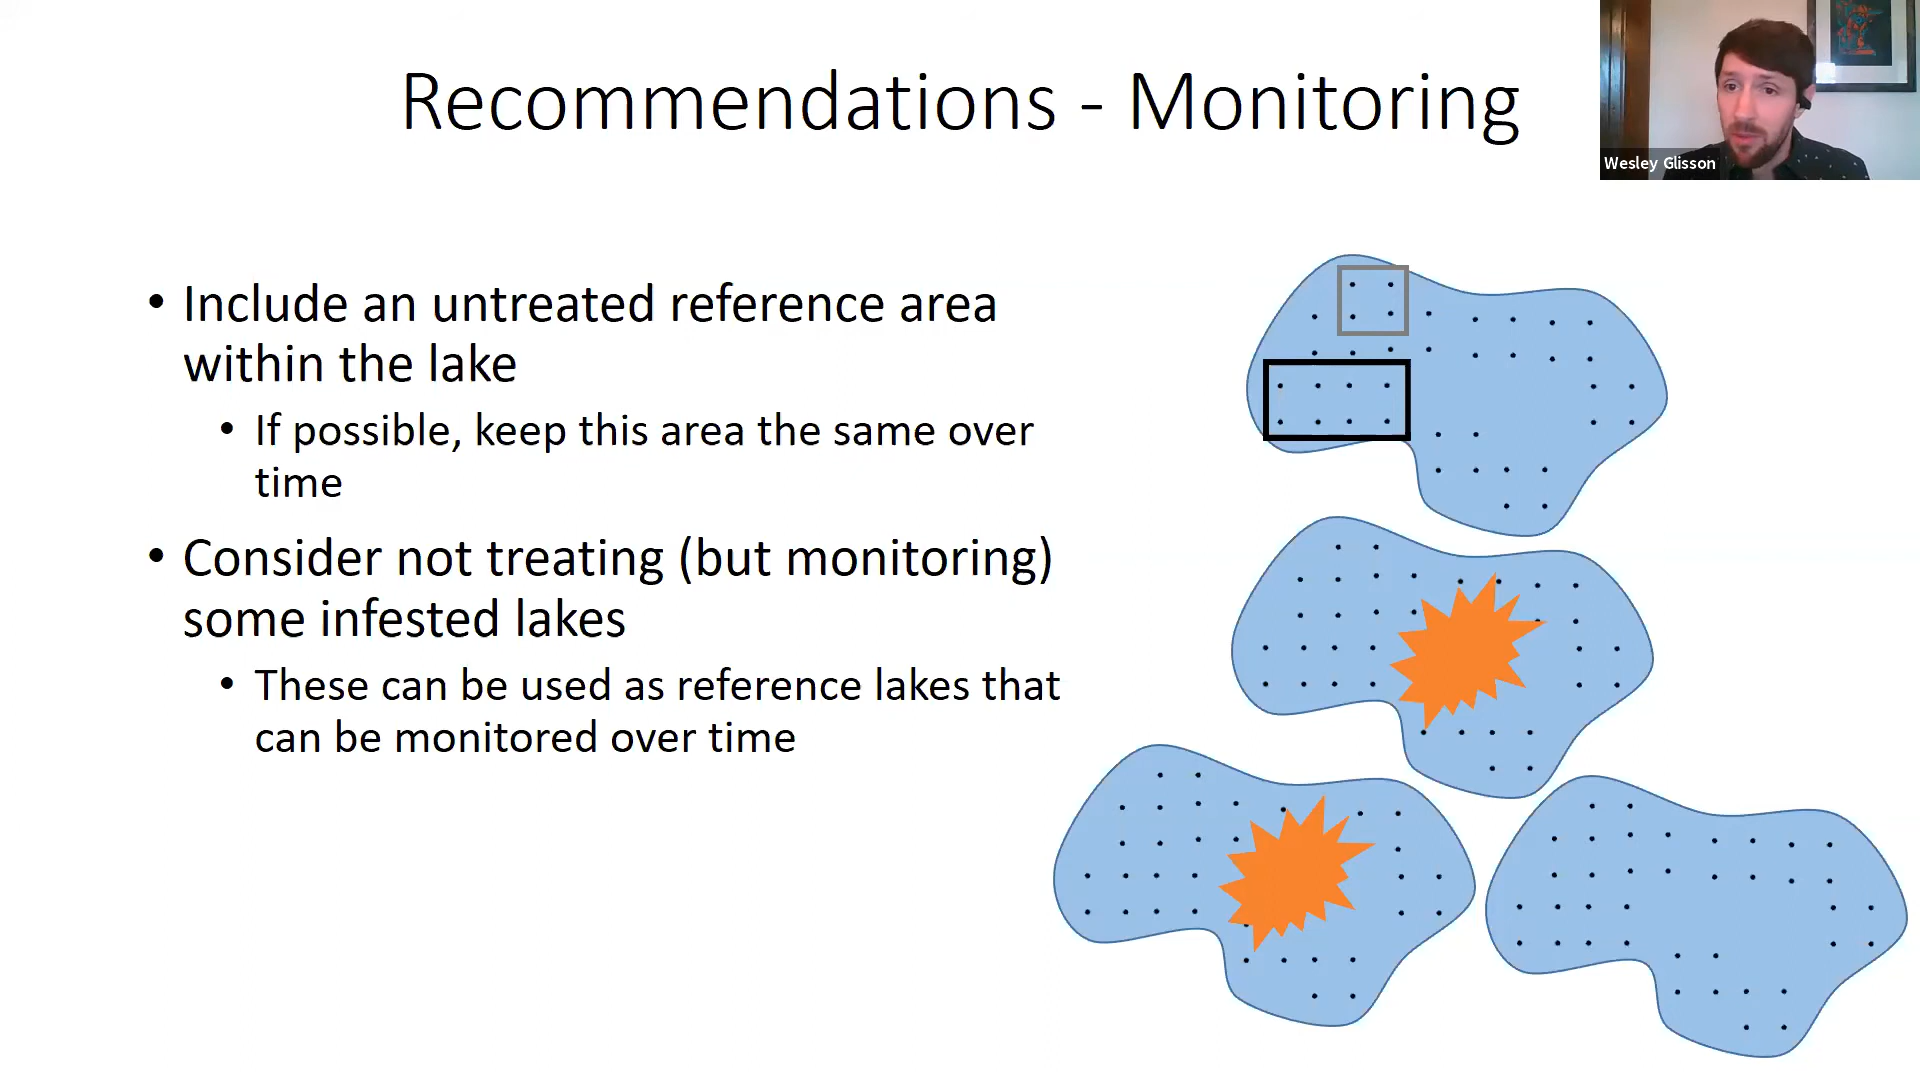 Recommendations - Monitoring
Wesley Glisson
• Include an untreated reference area
within the lake
• If possible, keep this area the same over
time
• Consider not treating (but monitoring)
some infested lakes
• These can be used as reference lakes that
can be monitored over time